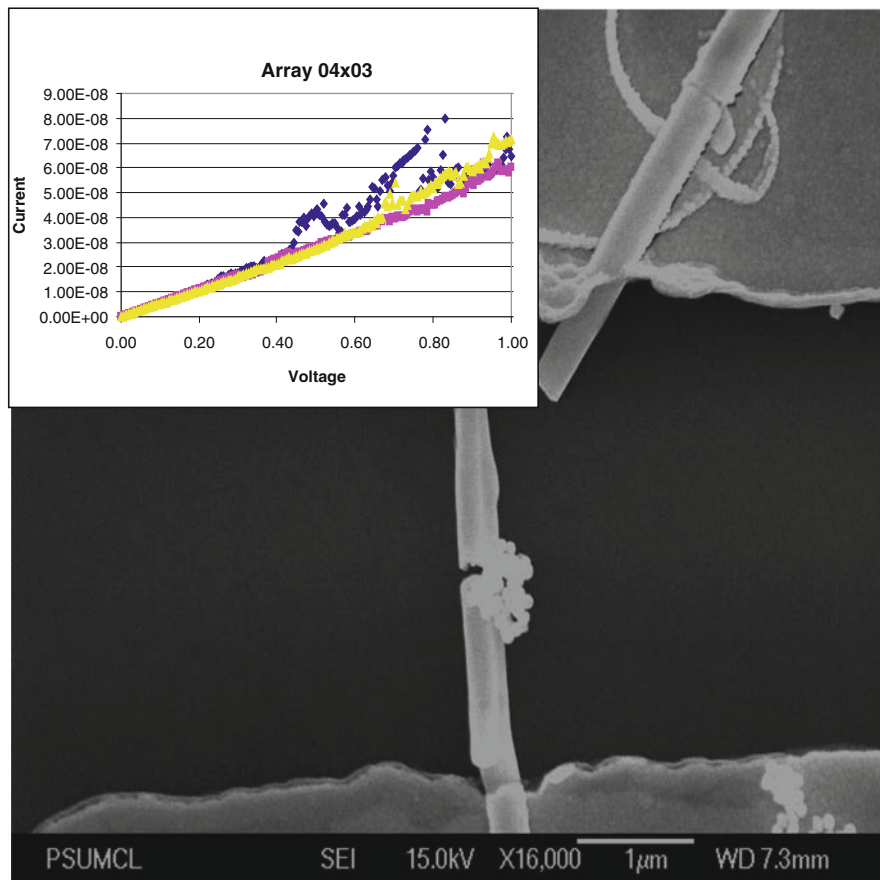 Array 04x03
9.00E-08
8.00E-08
7.00E-08
6.00E-08
5.00E-08
4.00E-08
3.00E-08
2.00E-08
1.00E-08
0.00E+00
Current
0.00 0.20 0.40 0.60 0.80 1.00
Voltage
PSUMCL SEI 15.0kV X16,000 1μm WD 7.3mm